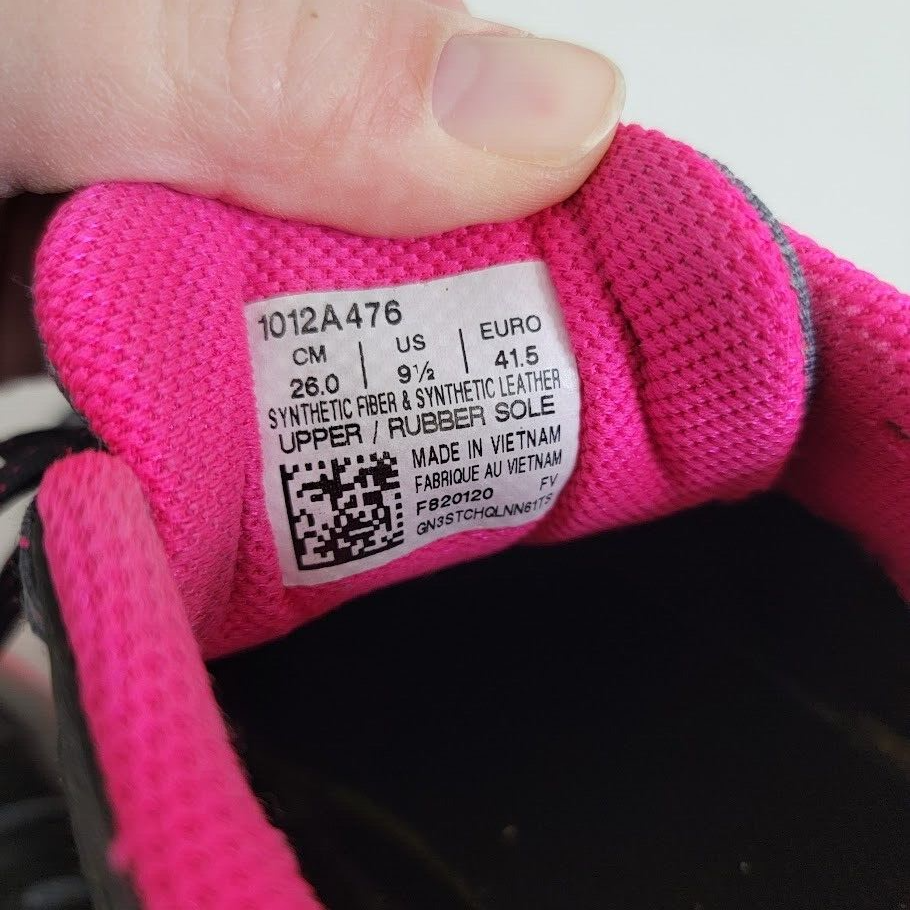 1012A476
CM | US | EURO
26.0 | 9½ | 41.5
SYNTHETIC FIBER & SYNTHETIC LEATHER
UPPER / RUBBER SOLE
MADE IN VIETNAM
FABRIQUE AU VIETNAM
F820120 FV
GN3STCHQLNN61TS